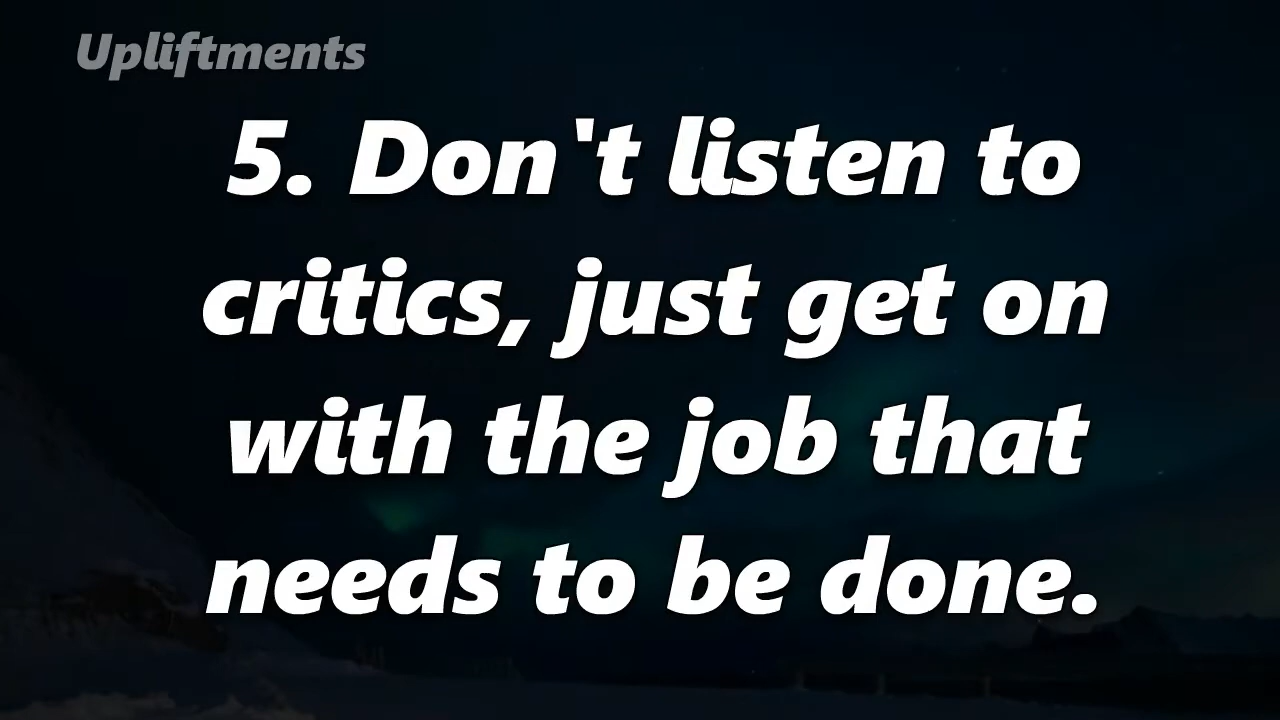 Upliftments
5. Don't listen to
critics, just get on
with the job that
needs to be done.